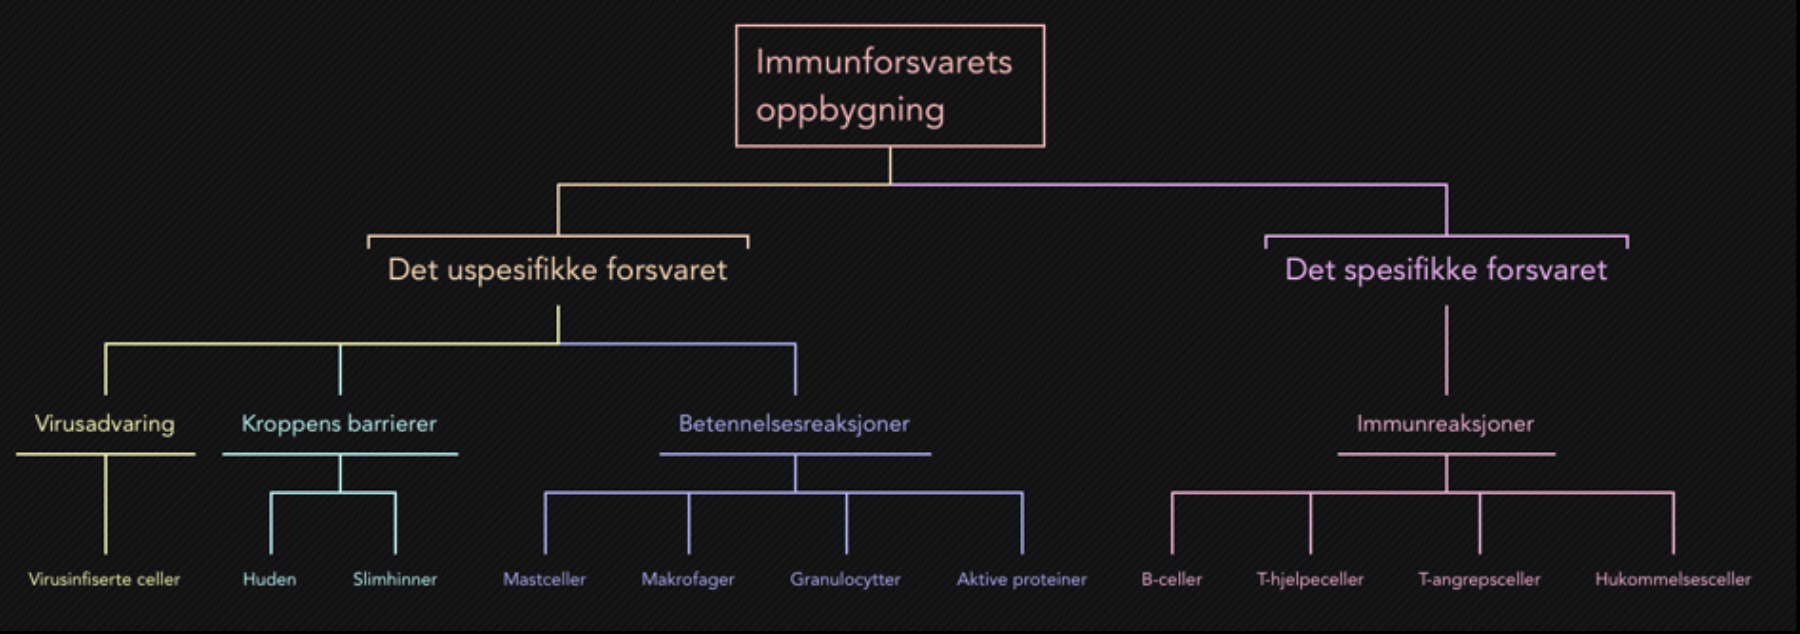 Immunforsvarets
oppbygning
Det uspesifikke forsvaret
Det spesifikke forsvaret
Virusadvaring
Kroppens barrierer
Betennelsesreaksjoner
Immunreaksjoner
Virusinfiserte celler
Huden
Slimhinner
Mastceller
Makrofager
Granulocytter
Aktive proteiner
B-celler
T-hjelpeceller
T-angrepsceller
Hukommelsesceller